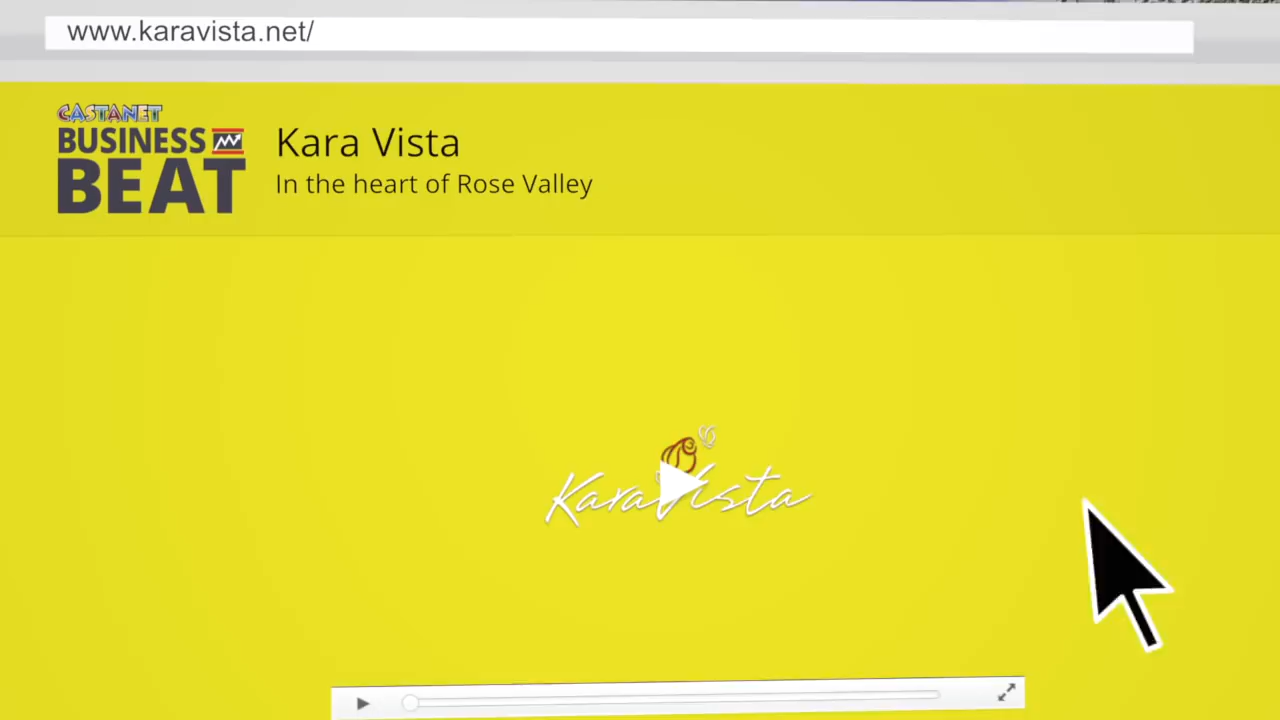 www.karavista.net/
CASTANET
BUSINESS
BEAT
Kara Vista
In the heart of Rose Valley
KaraVista